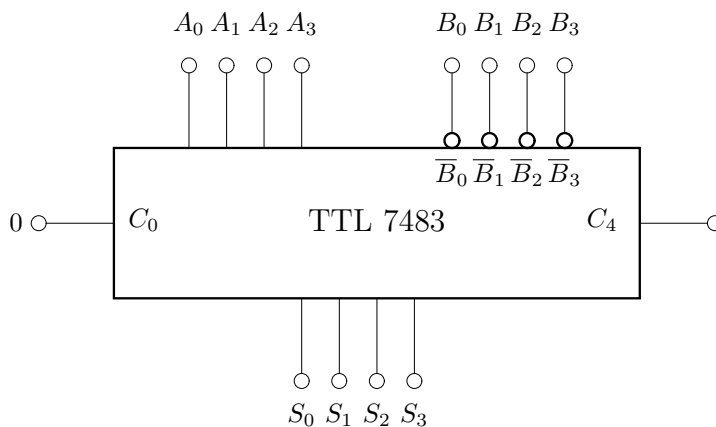 A₀ A₁ A₂ A₃ B₀ B₁ B₂ B₃
B̅₀ B̅₁ B̅₂ B̅₃
0 C₀ TTL 7483 C₄
S₀ S₁ S₂ S₃